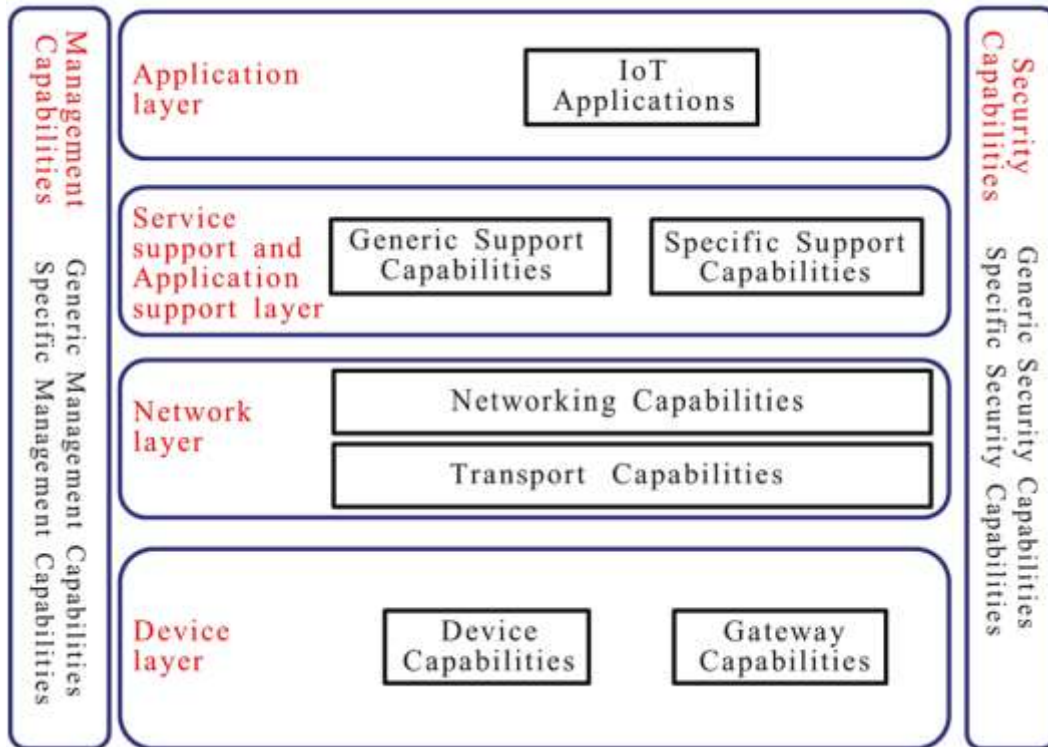 Management
Capabilities
Generic Management Capabilities
Specific Management Capabilities
Application
layer
IoT
Applications
Service
support and
Application
support layer
Generic Support
Capabilities
Specific Support
Capabilities
Network
layer
Networking Capabilities
Transport Capabilities
Device
layer
Device
Capabilities
Gateway
Capabilities
Security
Capabilities
Generic Security Capabilities
Specific Security Capabilities